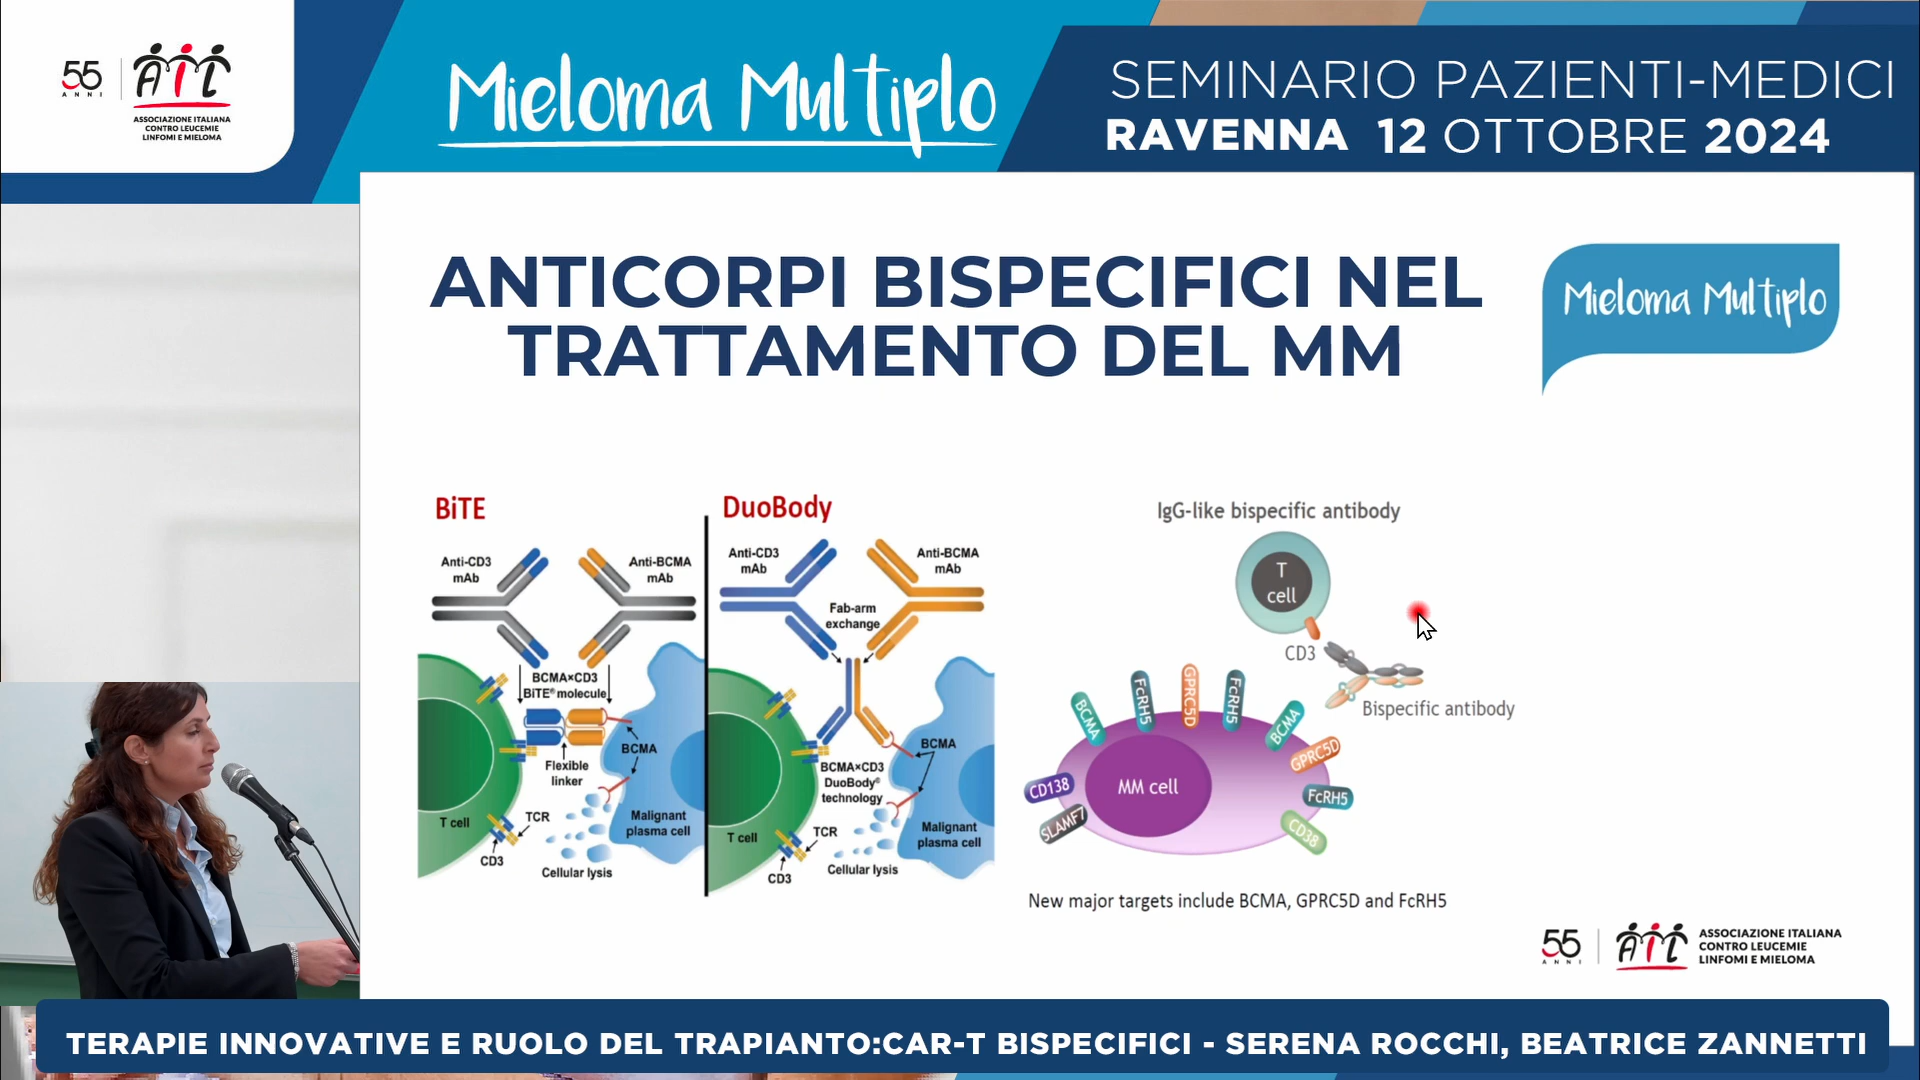 55
ANNI
AIL
ASSOCIAZIONE ITALIANA
CONTRO LEUCEMIE
LINFOMI E MIELOMA
Mieloma Multiplo
SEMINARIO PAZIENTI-MEDICI
RAVENNA 12 OTTOBRE 2024
ANTICORPI BISPECIFICI NEL
TRATTAMENTO DEL MM
Mieloma Multiplo
BiTE
Anti-CD3
mAb
Anti-BCMA
mAb
BCMA×CD3
BiTE® molecule
BCMA
Flexible
linker
T cell
TCR
CD3
Malignant
plasma cell
Cellular lysis
DuoBody
Anti-CD3
mAb
Anti-BCMA
mAb
Fab-arm
exchange
BCMA
BCMA×CD3
DuoBody®
technology
T cell
TCR
CD3
Malignant
plasma cell
Cellular lysis
IgG-like bispecific antibody
T
cell
CD3
Bispecific antibody
BCMA
FcRH5
GPRC5D
FcRH5
BCMA
GPRC5D
FcRH5
CD38
CD138
SLAMF7
MM cell
New major targets include BCMA, GPRC5D and FcRH5
55
ANNI
AIL
ASSOCIAZIONE ITALIANA
CONTRO LEUCEMIE
LINFOMI E MIELOMA
TERAPIE INNOVATIVE E RUOLO DEL TRAPIANTO:CAR-T BISPECIFICI - SERENA ROCCHI, BEATRICE ZANNETTI